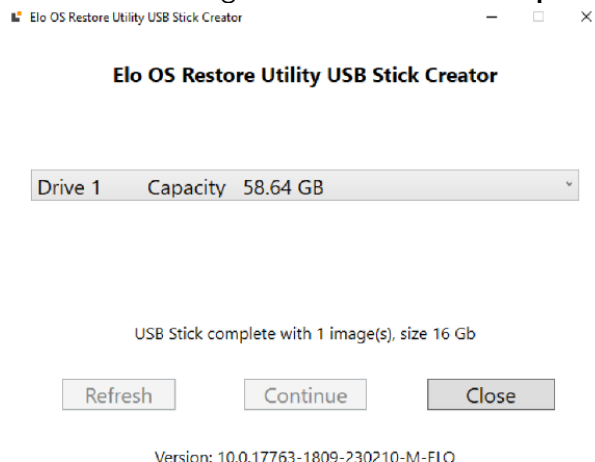 Elo OS Restore Utility USB Stick Creator
Elo OS Restore Utility USB Stick Creator
Drive 1 Capacity 58.64 GB
USB Stick complete with 1 image(s), size 16 Gb
Refresh Continue Close
Version: 10.0.17763-1809-230210-M-ELO